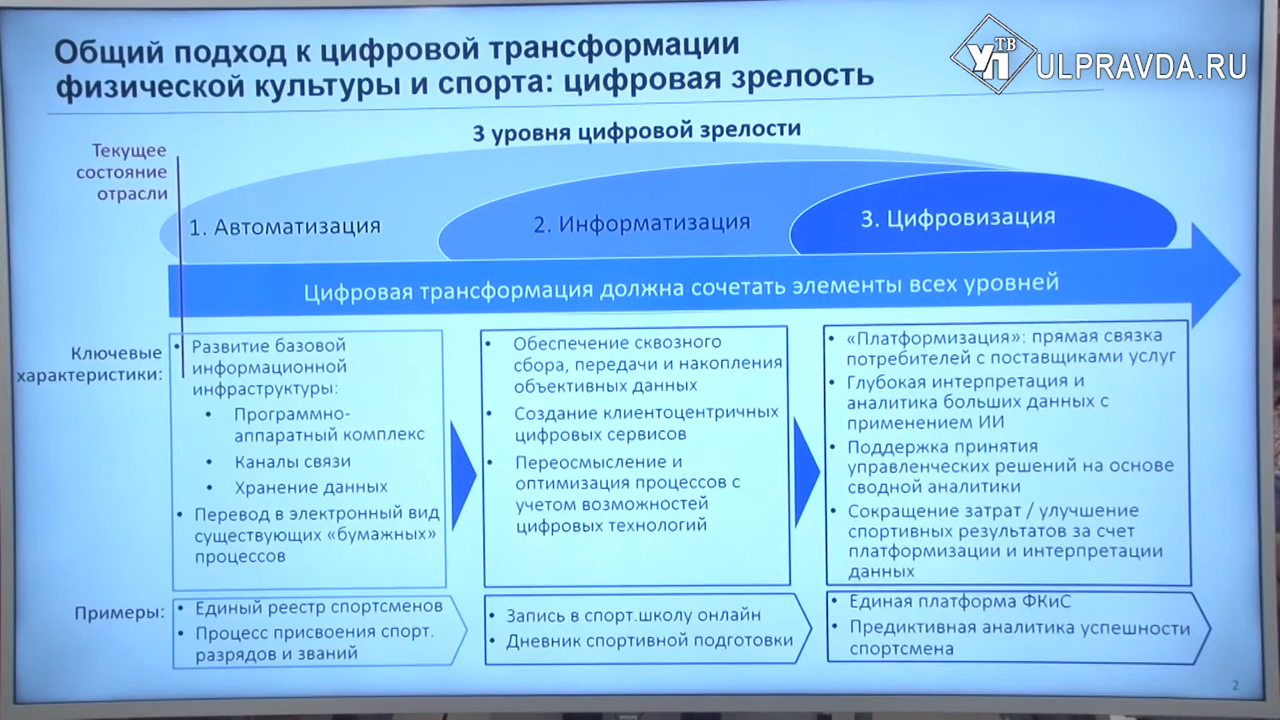 Общий подход к цифровой трансформации
физической культуры и спорта: цифровая зрелость
УП ТВ
ULPRAVDA.RU
3 уровня цифровой зрелости
Текущее
состояние
отрасли
1. Автоматизация
2. Информатизация
3. Цифровизация
Цифровая трансформация должна сочетать элементы всех уровней
Ключевые
характеристики:
• Развитие базовой
информационной
инфраструктуры:
• Программно-
аппаратный комплекс
• Каналы связи
• Хранение данных
• Перевод в электронный вид
существующих «бумажных»
процессов
• Обеспечение сквозного
сбора, передачи и накопления
объективных данных
• Создание клиентоцентричных
цифровых сервисов
• Переосмысление и
оптимизация процессов с
учетом возможностей
цифровых технологий
• «Платформизация»: прямая связка
потребителей с поставщиками услуг
• Глубокая интерпретация и
аналитика больших данных с
применением ИИ
• Поддержка принятия
управленческих решений на основе
сводной аналитики
• Сокращение затрат / улучшение
спортивных результатов за счет
платформизации и интерпретации
данных
Примеры:
• Единый реестр спортсменов
• Процесс присвоения спорт.
разрядов и званий
• Запись в спорт.школу онлайн
• Дневник спортивной подготовки
• Единая платформа ФКиС
• Предиктивная аналитика успешности
спортсмена
2